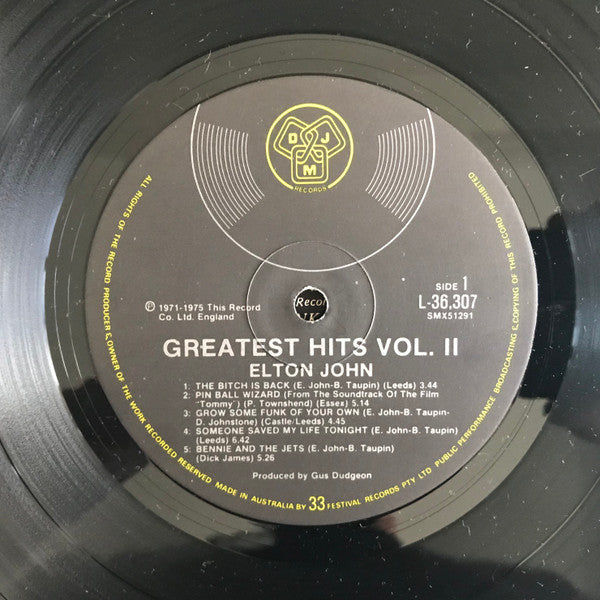 D J M
RECORDS
SIDE 1
L-36,307
SMX51291
℗ 1971-1975 This Record
Co. Ltd. England
Recor
GREATEST HITS VOL. II
ELTON JOHN
1: THE BITCH IS BACK (E. John-B. Taupin) (Leeds) 3.44
2: PIN BALL WIZARD (From The Soundtrack Of The Film
"Tommy") (P. Townshend) (Essex) 5.14
3: GROW SOME FUNK OF YOUR OWN (E. John-B. Taupin-
D. Johnstone) (Castle/Leeds) 4.45
4: SOMEONE SAVED MY LIFE TONIGHT (E. John-B. Taupin)
(Leeds) 6.42
5: BENNIE AND THE JETS (E. John-B. Taupin)
(Dick James) 5.26
Produced by Gus Dudgeon
ALL RIGHTS OF THE RECORD PRODUCER &, OWNER OF THE WORK RECORDED RESERVED MADE IN AUSTRALIA BY 33 FESTIVAL RECORDS PTY LTD PUBLIC PERFORMANCE BROADCASTING &, COPYING OF THIS RECORD PROHIBITED